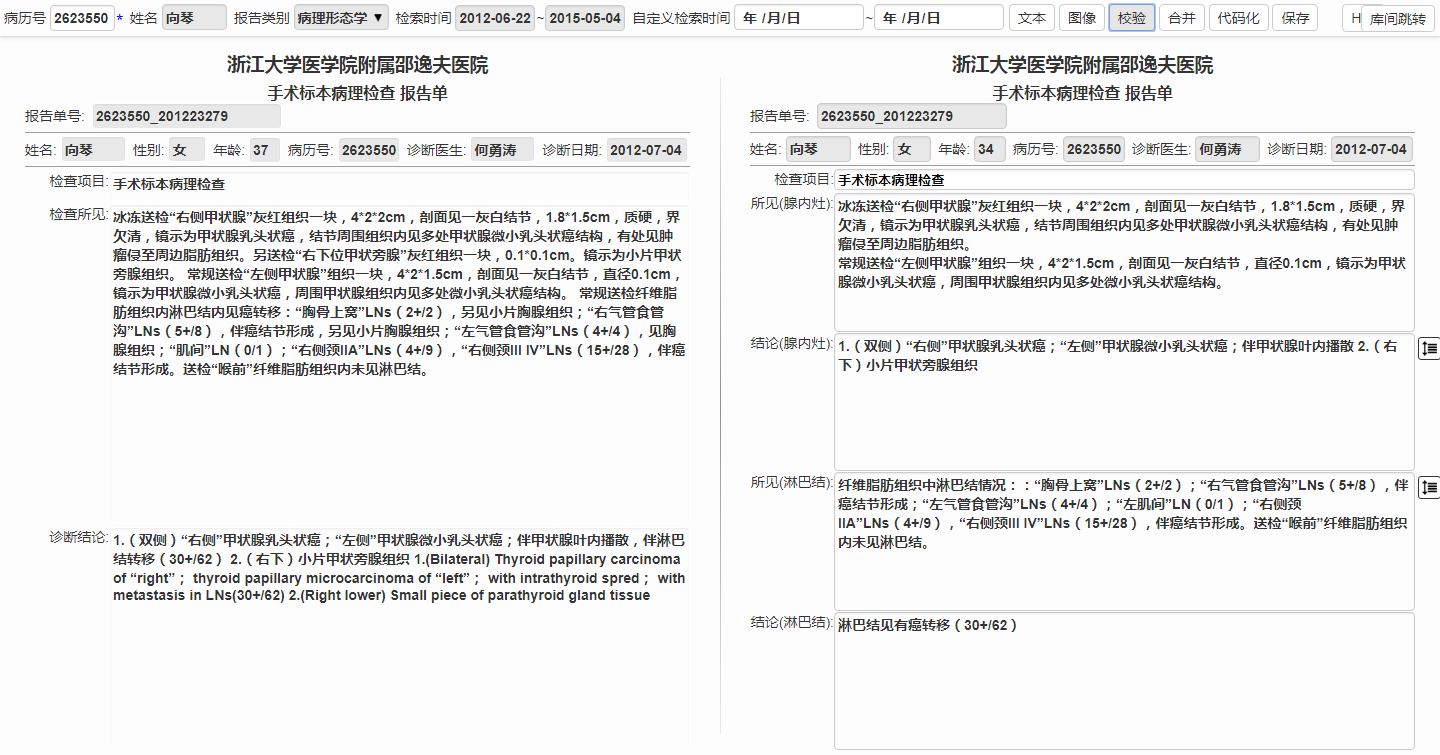 病历号 2623550 * 姓名 向琴 报告类别 病理形态学 ▼ 检索时间 2012-06-22 ~ 2015-05-04 自定义检索时间 年 /月/日 ~ 年 /月/日 文本 图像 校验 合并 代码化 保存 H 库间跳转
浙江大学医学院附属邵逸夫医院
手术标本病理检查 报告单
报告单号: 2623550_201223279
姓名: 向琴 性别: 女 年龄: 37 病历号: 2623550 诊断医生: 何勇涛 诊断日期: 2012-07-04
检查项目: 手术标本病理检查
检查所见: 冰冻送检“右侧甲状腺”灰红组织一块，4*2*2cm，剖面见一灰白结节，1.8*1.5cm，质硬，界
欠清，镜示为甲状腺乳头状癌，结节周围组织内见多处甲状腺微小乳头状癌结构，有处见肿
瘤侵至周边脂肪组织。另送检“右下位甲状旁腺”灰红组织一块，0.1*0.1cm。镜示为小片甲状
旁腺组织。 常规送检“左侧甲状腺”组织一块，4*2*1.5cm，剖面见一灰白结节，直径0.1cm，
镜示为甲状腺微小乳头状癌，周围甲状腺组织内见多处微小乳头状癌结构。 常规送检纤维脂
肪组织内淋巴结内见癌转移：“胸骨上窝”LNs（2+/2），另见小片胸腺组织；“右气管食管
沟”LNs（5+/8），伴癌结节形成，另见小片胸腺组织；“左气管食管沟”LNs（4+/4），见胸
腺组织；“肌间”LN（0/1）；“右侧颈IIA”LNs（4+/9），“右侧颈III IV”LNs（15+/28），伴癌
结节形成。送检“喉前”纤维脂肪组织内未见淋巴结。
诊断结论: 1.（双侧）“右侧”甲状腺乳头状癌；“左侧”甲状腺微小乳头状癌；伴甲状腺叶内播散，伴淋巴
结转移（30+/62） 2.（右下）小片甲状旁腺组织 1.(Bilateral) Thyroid papillary carcinoma
of “right”； thyroid papillary microcarcinoma of “left”； with intrathyroid spred； with
metastasis in LNs(30+/62) 2.(Right lower) Small piece of parathyroid gland tissue
浙江大学医学院附属邵逸夫医院
手术标本病理检查 报告单
报告单号: 2623550_201223279
姓名: 向琴 性别: 女 年龄: 34 病历号: 2623550 诊断医生: 何勇涛 诊断日期: 2012-07-04
检查项目: 手术标本病理检查
所见(腺内灶): 冰冻送检“右侧甲状腺”灰红组织一块，4*2*2cm，剖面见一灰白结节，1.8*1.5cm，质硬，界
欠清，镜示为甲状腺乳头状癌，结节周围组织内见多处甲状腺微小乳头状癌结构，有处见肿
瘤侵至周边脂肪组织。
常规送检“左侧甲状腺”组织一块，4*2*1.5cm，剖面见一灰白结节，直径0.1cm，镜示为甲状
腺微小乳头状癌，周围甲状腺组织内见多处微小乳头状癌结构。
结论(腺内灶): 1.（双侧）“右侧”甲状腺乳头状癌；“左侧”甲状腺微小乳头状癌；伴甲状腺叶内播散 2.（右
下）小片甲状旁腺组织
所见(淋巴结): 纤维脂肪组织中淋巴结情况：：“胸骨上窝”LNs（2+/2）；“右气管食管沟”LNs（5+/8），伴
癌结节形成；“左气管食管沟”LNs（4+/4）；“左肌间”LN（0/1）；“右侧颈
IIA”LNs（4+/9），“右侧颈III IV”LNs（15+/28），伴癌结节形成。送检“喉前”纤维脂肪组织
内未见淋巴结。
结论(淋巴结): 淋巴结见有癌转移（30+/62）